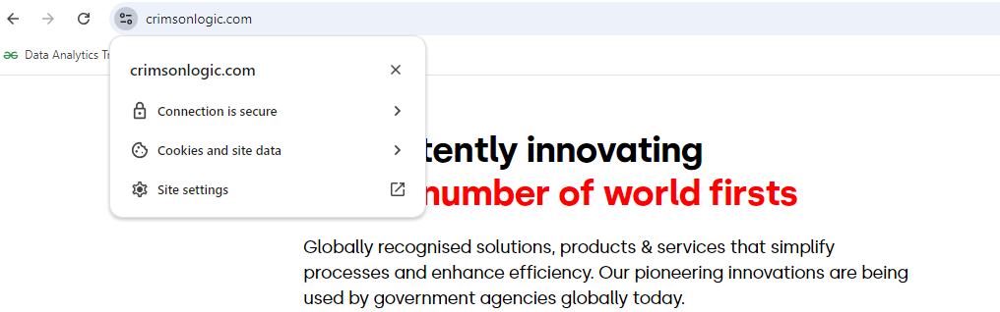 crimsonlogic.com
Data Analytics
crimsonlogic.com
Connection is secure
Cookies and site data
Site settings
tently innovating
number of world firsts
Globally recognised solutions, products & services that simplify
processes and enhance efficiency. Our pioneering innovations are being
used by government agencies globally today.